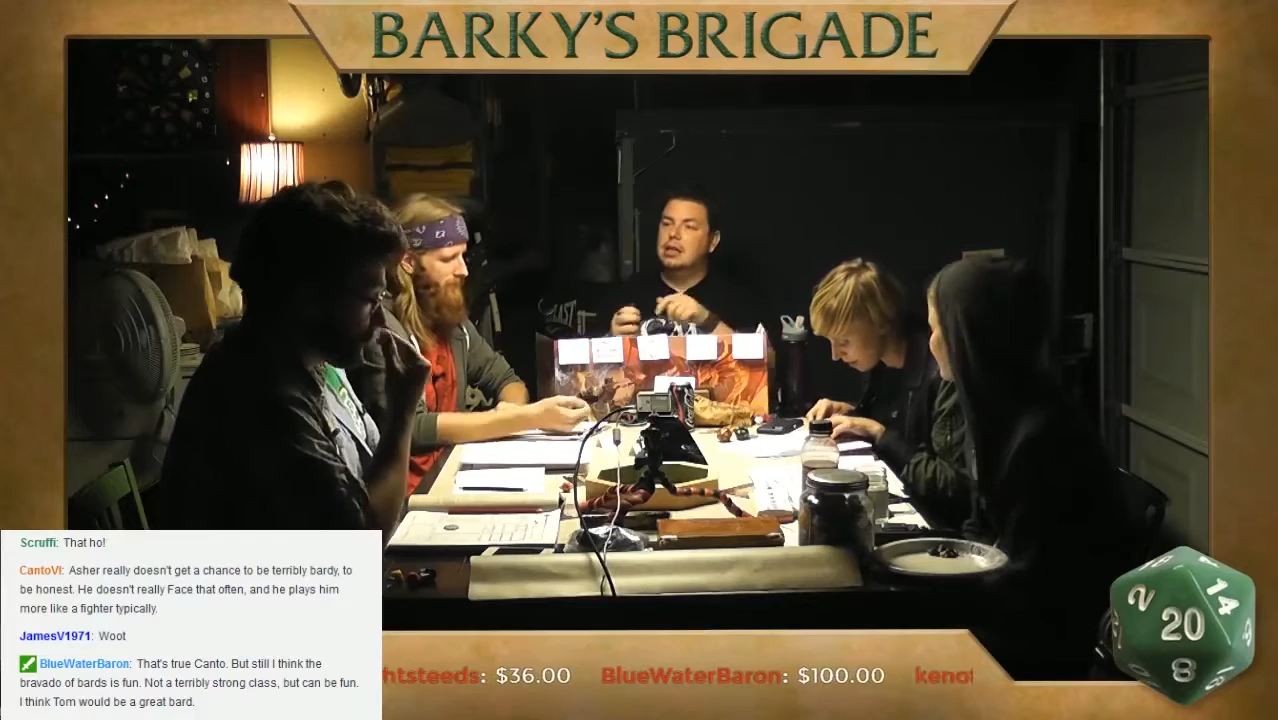 BARKY'S BRIGADE
Scruffi: That ho!
CantoVI: Asher really doesn't get a chance to be terribly bardy, to
be honest. He doesn't really Face that often, and he plays him
more like a fighter typically.
JamesV1971: Woot
BlueWaterBaron: That's true Canto. But still I think the
bravado of bards is fun. Not a terribly strong class, but can be fun.
I think Tom would be a great bard.
htsteeds: $36.00 BlueWaterBaron: $100.00
2 14
20
8